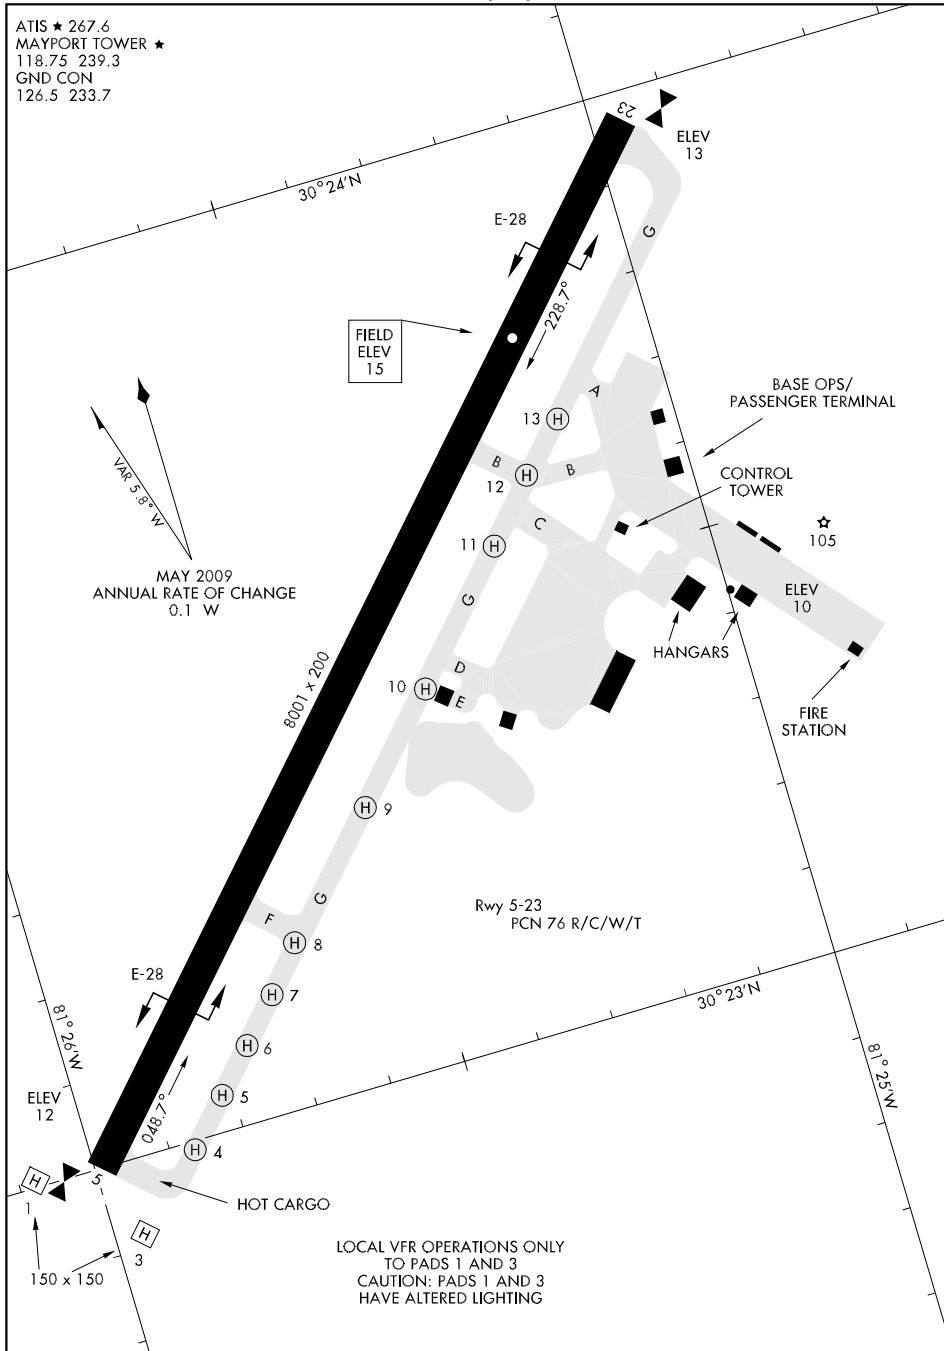 ATIS ★ 267.6
MAYPORT TOWER ★
118.75 239.3
GND CON
126.5 233.7
23
ELEV
13
30°24'N
E-28
G
228.7°
FIELD
ELEV
15
A
BASE OPS/
PASSENGER TERMINAL
13 H
B
B
12 H
CONTROL
TOWER
VAR 5.8° W
C
105
11 H
MAY 2009
ANNUAL RATE OF CHANGE
0.1 W
ELEV
10
G
HANGARS
8001 x 200
D
10 H
E
FIRE
STATION
H 9
G
Rwy 5-23
PCN 76 R/C/W/T
F
H 8
E-28
H 7
30°23'N
81°26'W
H 6
81°25'W
ELEV
12
H 5
048.7°
H 4
5
H
1
HOT CARGO
H
3
150 x 150
LOCAL VFR OPERATIONS ONLY
TO PADS 1 AND 3
CAUTION: PADS 1 AND 3
HAVE ALTERED LIGHTING